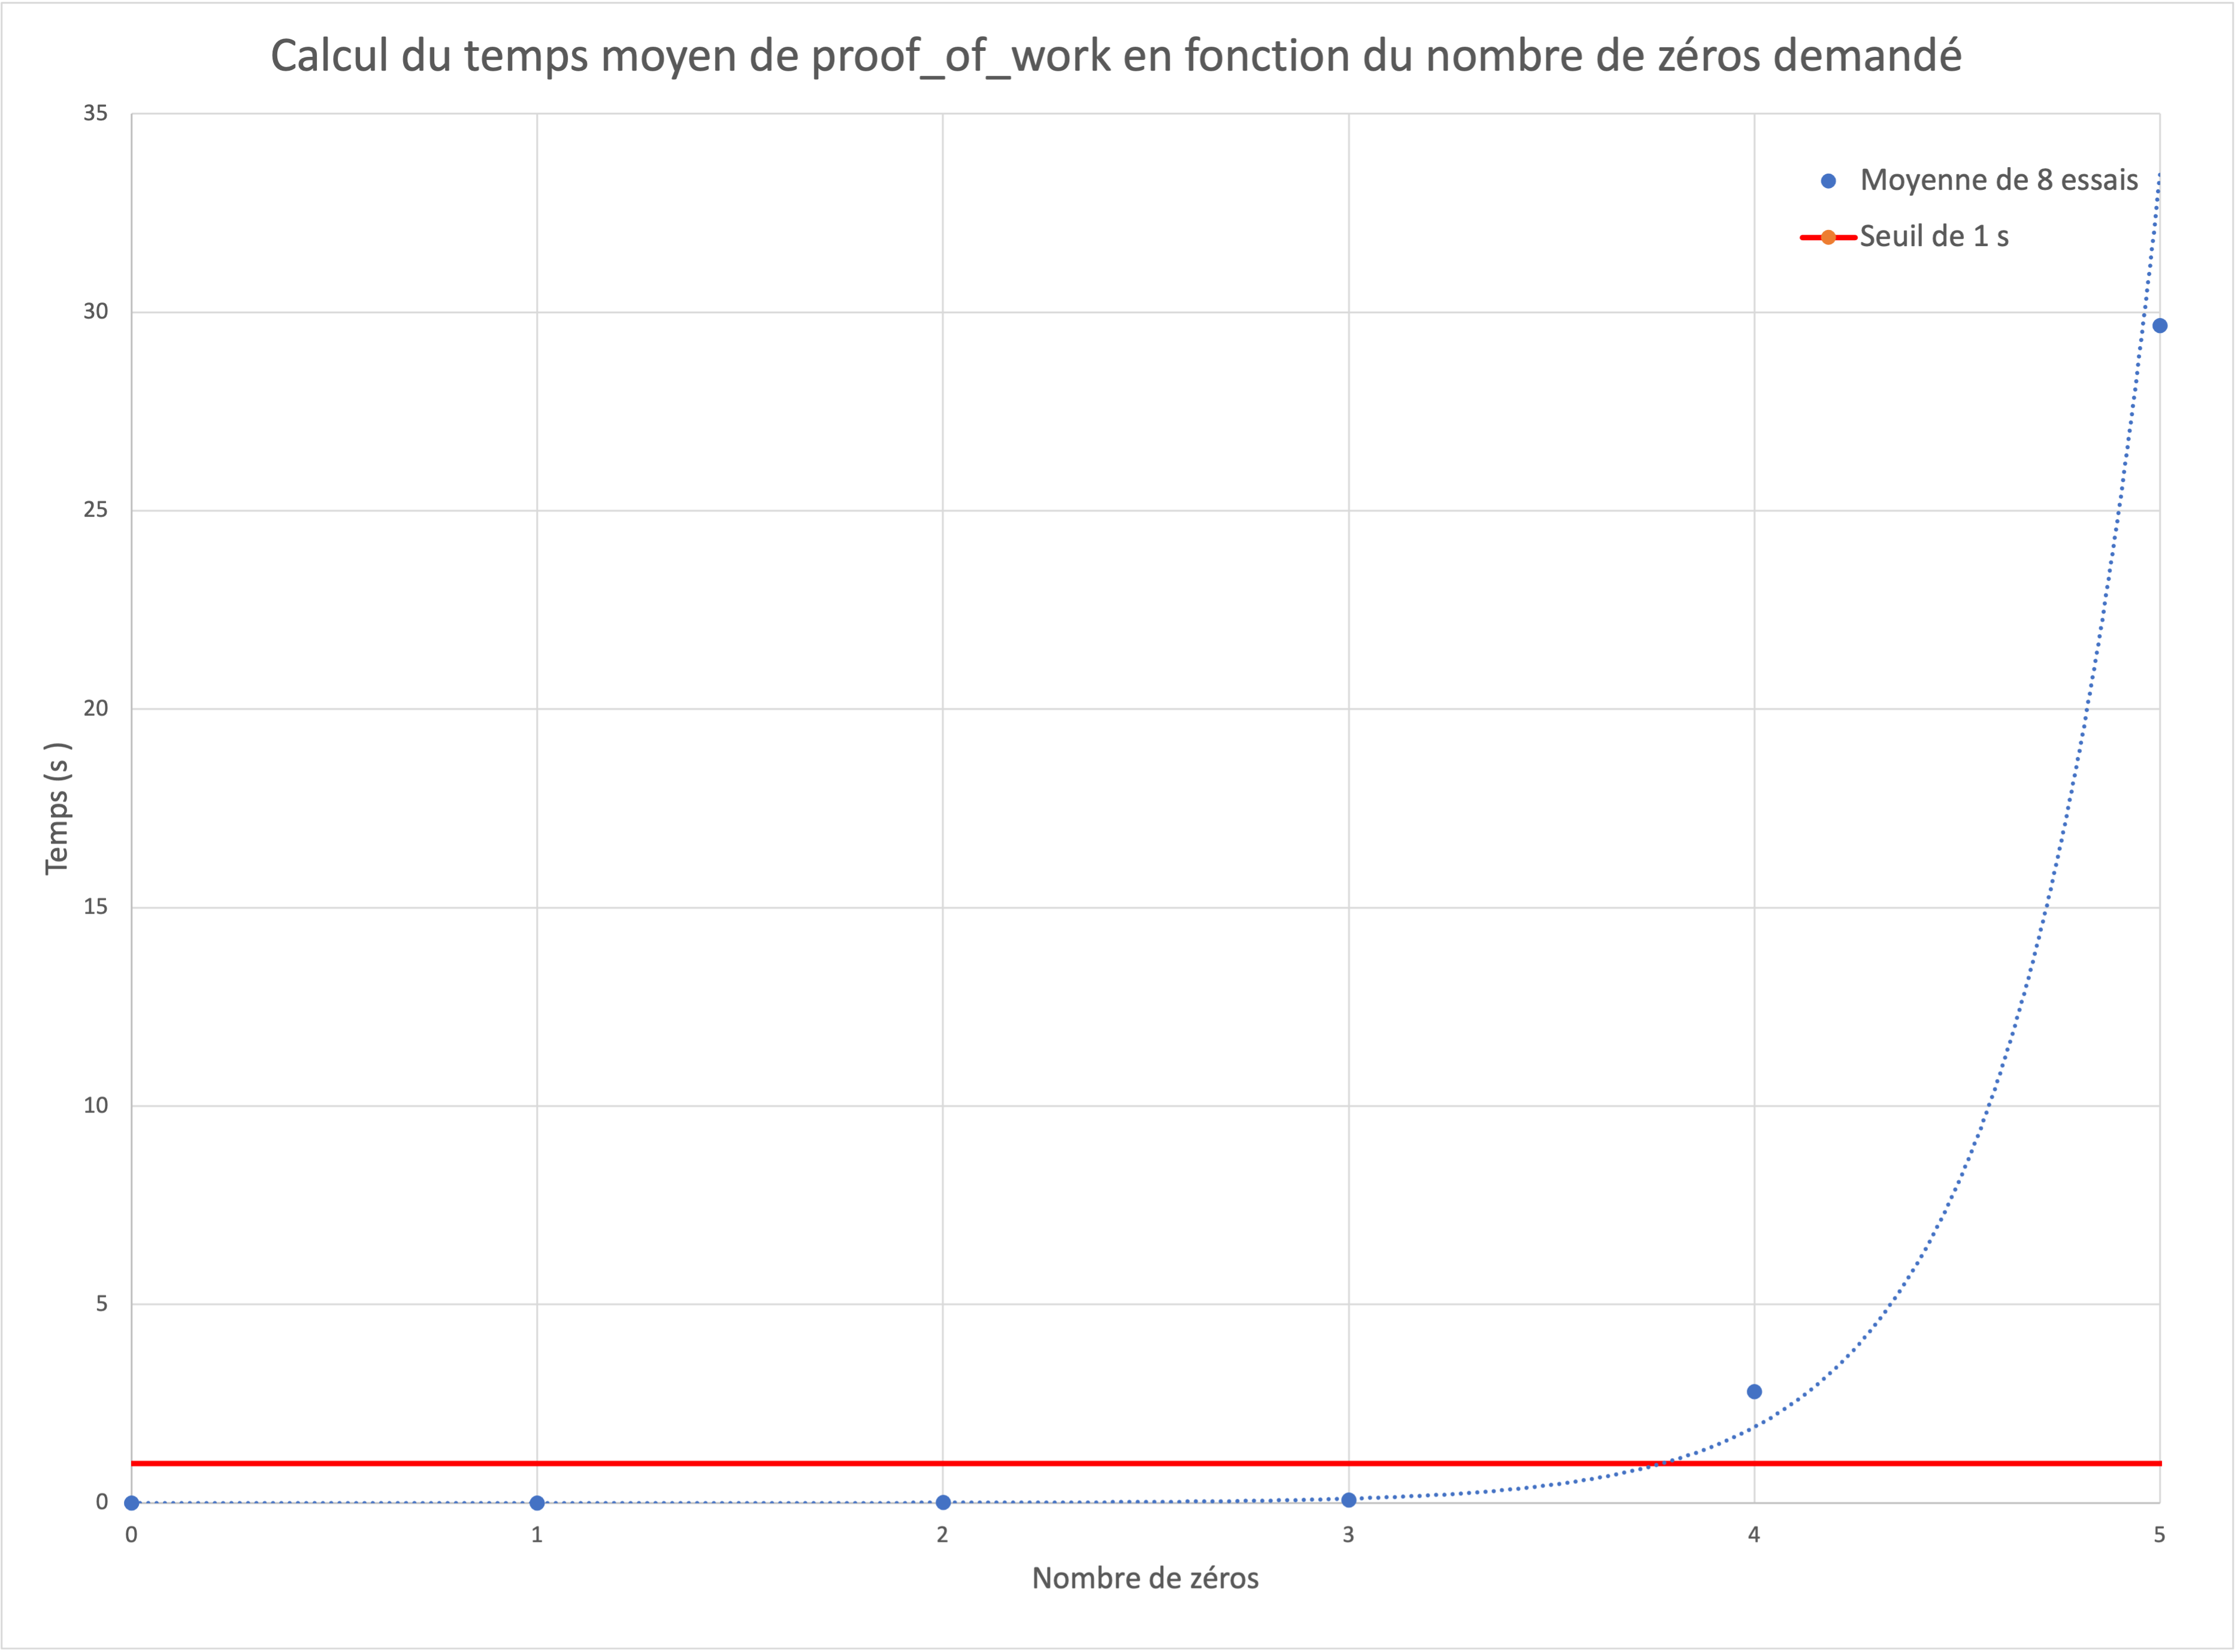 Calcul du temps moyen de proof_of_work en fonction du nombre de zéros demandé
35
30
25
20
15
10
5
0
Temps (s )
Moyenne de 8 essais
Seuil de 1 s
0 1 2 3 4 5
Nombre de zéros